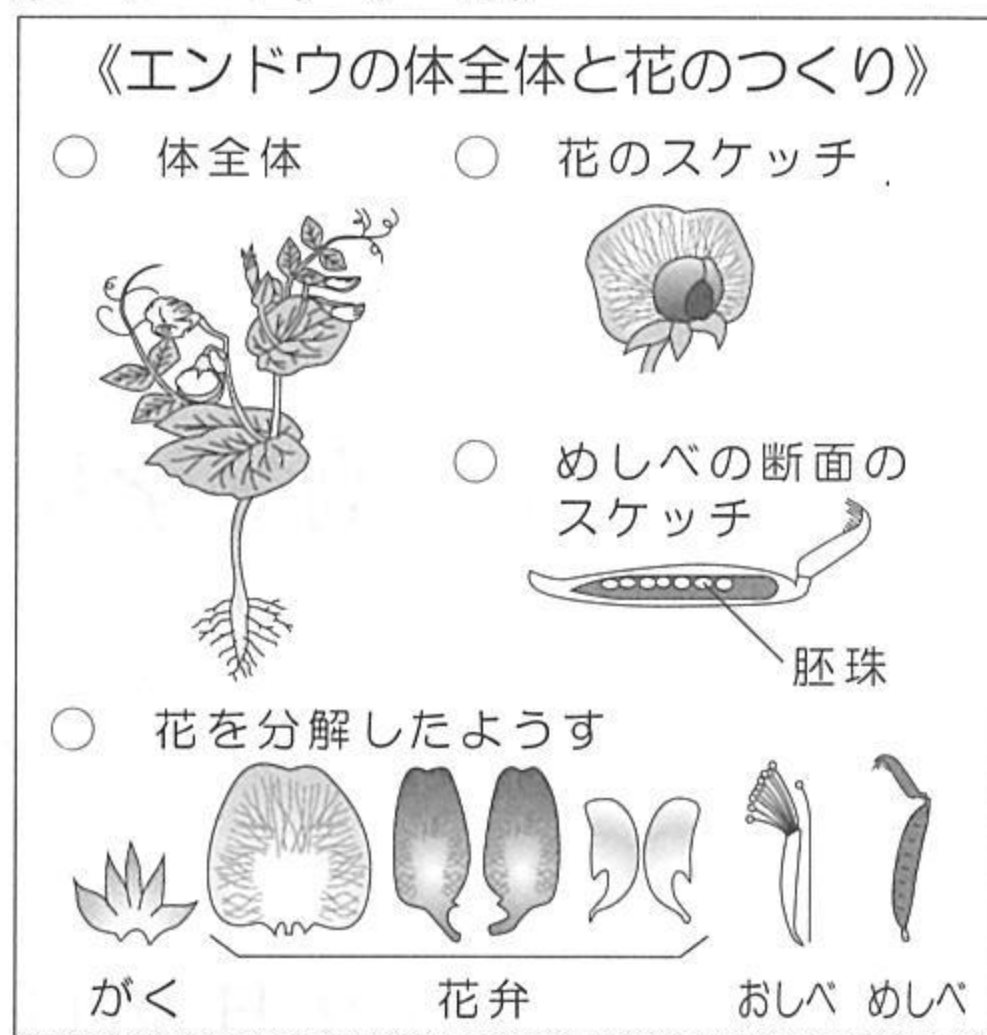 《エンドウの体全体と花のつくり》
○ 体全体
○ 花のスケッチ
○ めしべの断面の
スケッチ
胚珠
○ 花を分解したようす
がく
花弁
おしべ
めしべ